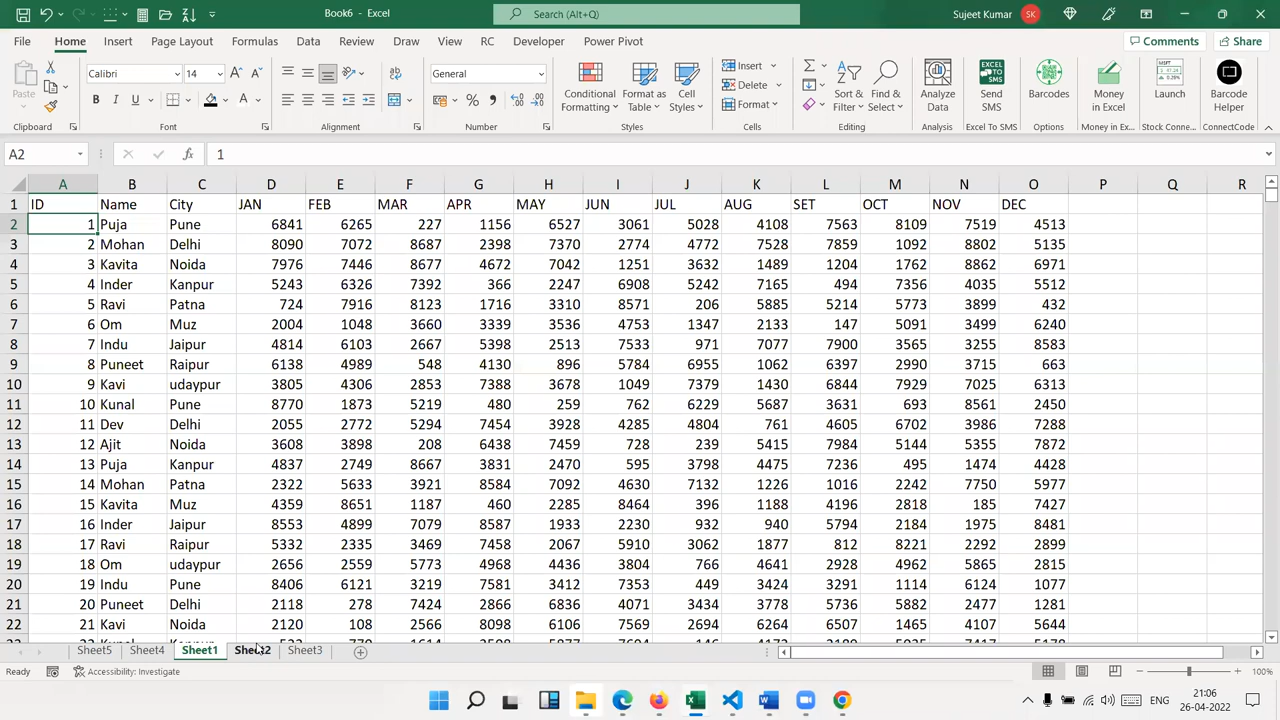 Book6 - Excel
Search (Alt+Q)
Sujeet Kumar SK
File Home Insert Page Layout Formulas Data Review View Draw RC Developer Power Pivot Comments Share
Calibri 14 General
Paste B I U A
Conditional Formatting Format as Table Cell Styles
Insert Delete Format
Sort & Filter Find & Select Analyze Data Send SMS Barcodes Money in Excel Launch Barcode Helper
Clipboard Font Alignment Number Styles Cells Editing Analysis Excel To SMS Options Money in Ex... Stock Conne... ConnectCode
A2 fx 1
A B C D E F G H I J K L M N O P Q R
1 ID Name City JAN FEB MAR APR MAY JUN JUL AUG SET OCT NOV DEC
2 1 Puja Pune 6841 6265 227 1156 6527 3061 5028 4108 7563 8109 7519 4513
3 2 Mohan Delhi 8090 7072 8687 2398 7370 2774 4772 7528 7859 1092 8802 5135
4 3 Kavita Noida 7976 7446 8677 4672 7042 1251 3632 1489 1204 1762 8862 6971
5 4 Inder Kanpur 5243 6326 7392 366 2247 6908 5242 7165 494 7356 4035 5512
6 5 Ravi Patna 724 7916 8123 1716 3310 8571 206 5885 5214 5773 3899 432
7 6 Om Muz 2004 1048 3660 3339 3536 4753 1347 2133 147 5091 3499 6240
8 7 Indu Jaipur 4814 6103 2667 5398 2513 7533 971 7077 7900 3565 3255 8583
9 8 Puneet Raipur 6138 4989 548 4130 896 5784 6955 1062 6397 2990 3715 663
10 9 Kavi udaypur 3805 4306 2853 7388 3678 1049 7379 1430 6844 7929 7025 6313
11 10 Kunal Pune 8770 1873 5219 480 259 762 6229 5687 3631 693 8561 2450
12 11 Dev Delhi 2055 2772 5294 7454 3928 4285 4804 761 4605 6702 3986 7288
13 12 Ajit Noida 3608 3898 208 6438 7459 728 239 5415 7984 5144 5355 7872
14 13 Puja Kanpur 4837 2749 8667 3831 2470 595 3798 4475 7236 495 1474 4428
15 14 Mohan Patna 2322 5633 3921 8584 7092 4630 7132 1226 1016 2242 7750 5977
16 15 Kavita Muz 4359 8651 1187 460 2285 8464 396 1188 4196 2818 185 7427
17 16 Inder Jaipur 8553 4899 7079 8587 1933 2230 932 940 5794 2184 1975 8481
18 17 Ravi Raipur 5332 2335 3469 7458 2067 5910 3062 1877 812 8221 2292 2899
19 18 Om udaypur 2656 2559 5773 4968 4436 3804 766 4641 2928 4962 5865 2815
20 19 Indu Pune 8406 6121 3219 7581 3412 7353 449 3424 3291 1114 6124 1077
21 20 Puneet Delhi 2118 278 7424 2866 6836 4071 3434 3778 5736 5882 2477 1281
22 21 Kavi Noida 2120 108 2566 8098 6106 7569 2694 6264 6507 1465 4107 5644
Sheet5 Sheet4 Sheet1 Sheet2 Sheet3
Ready Accessibility: Investigate 100%
ENG 21:06
26-04-2022